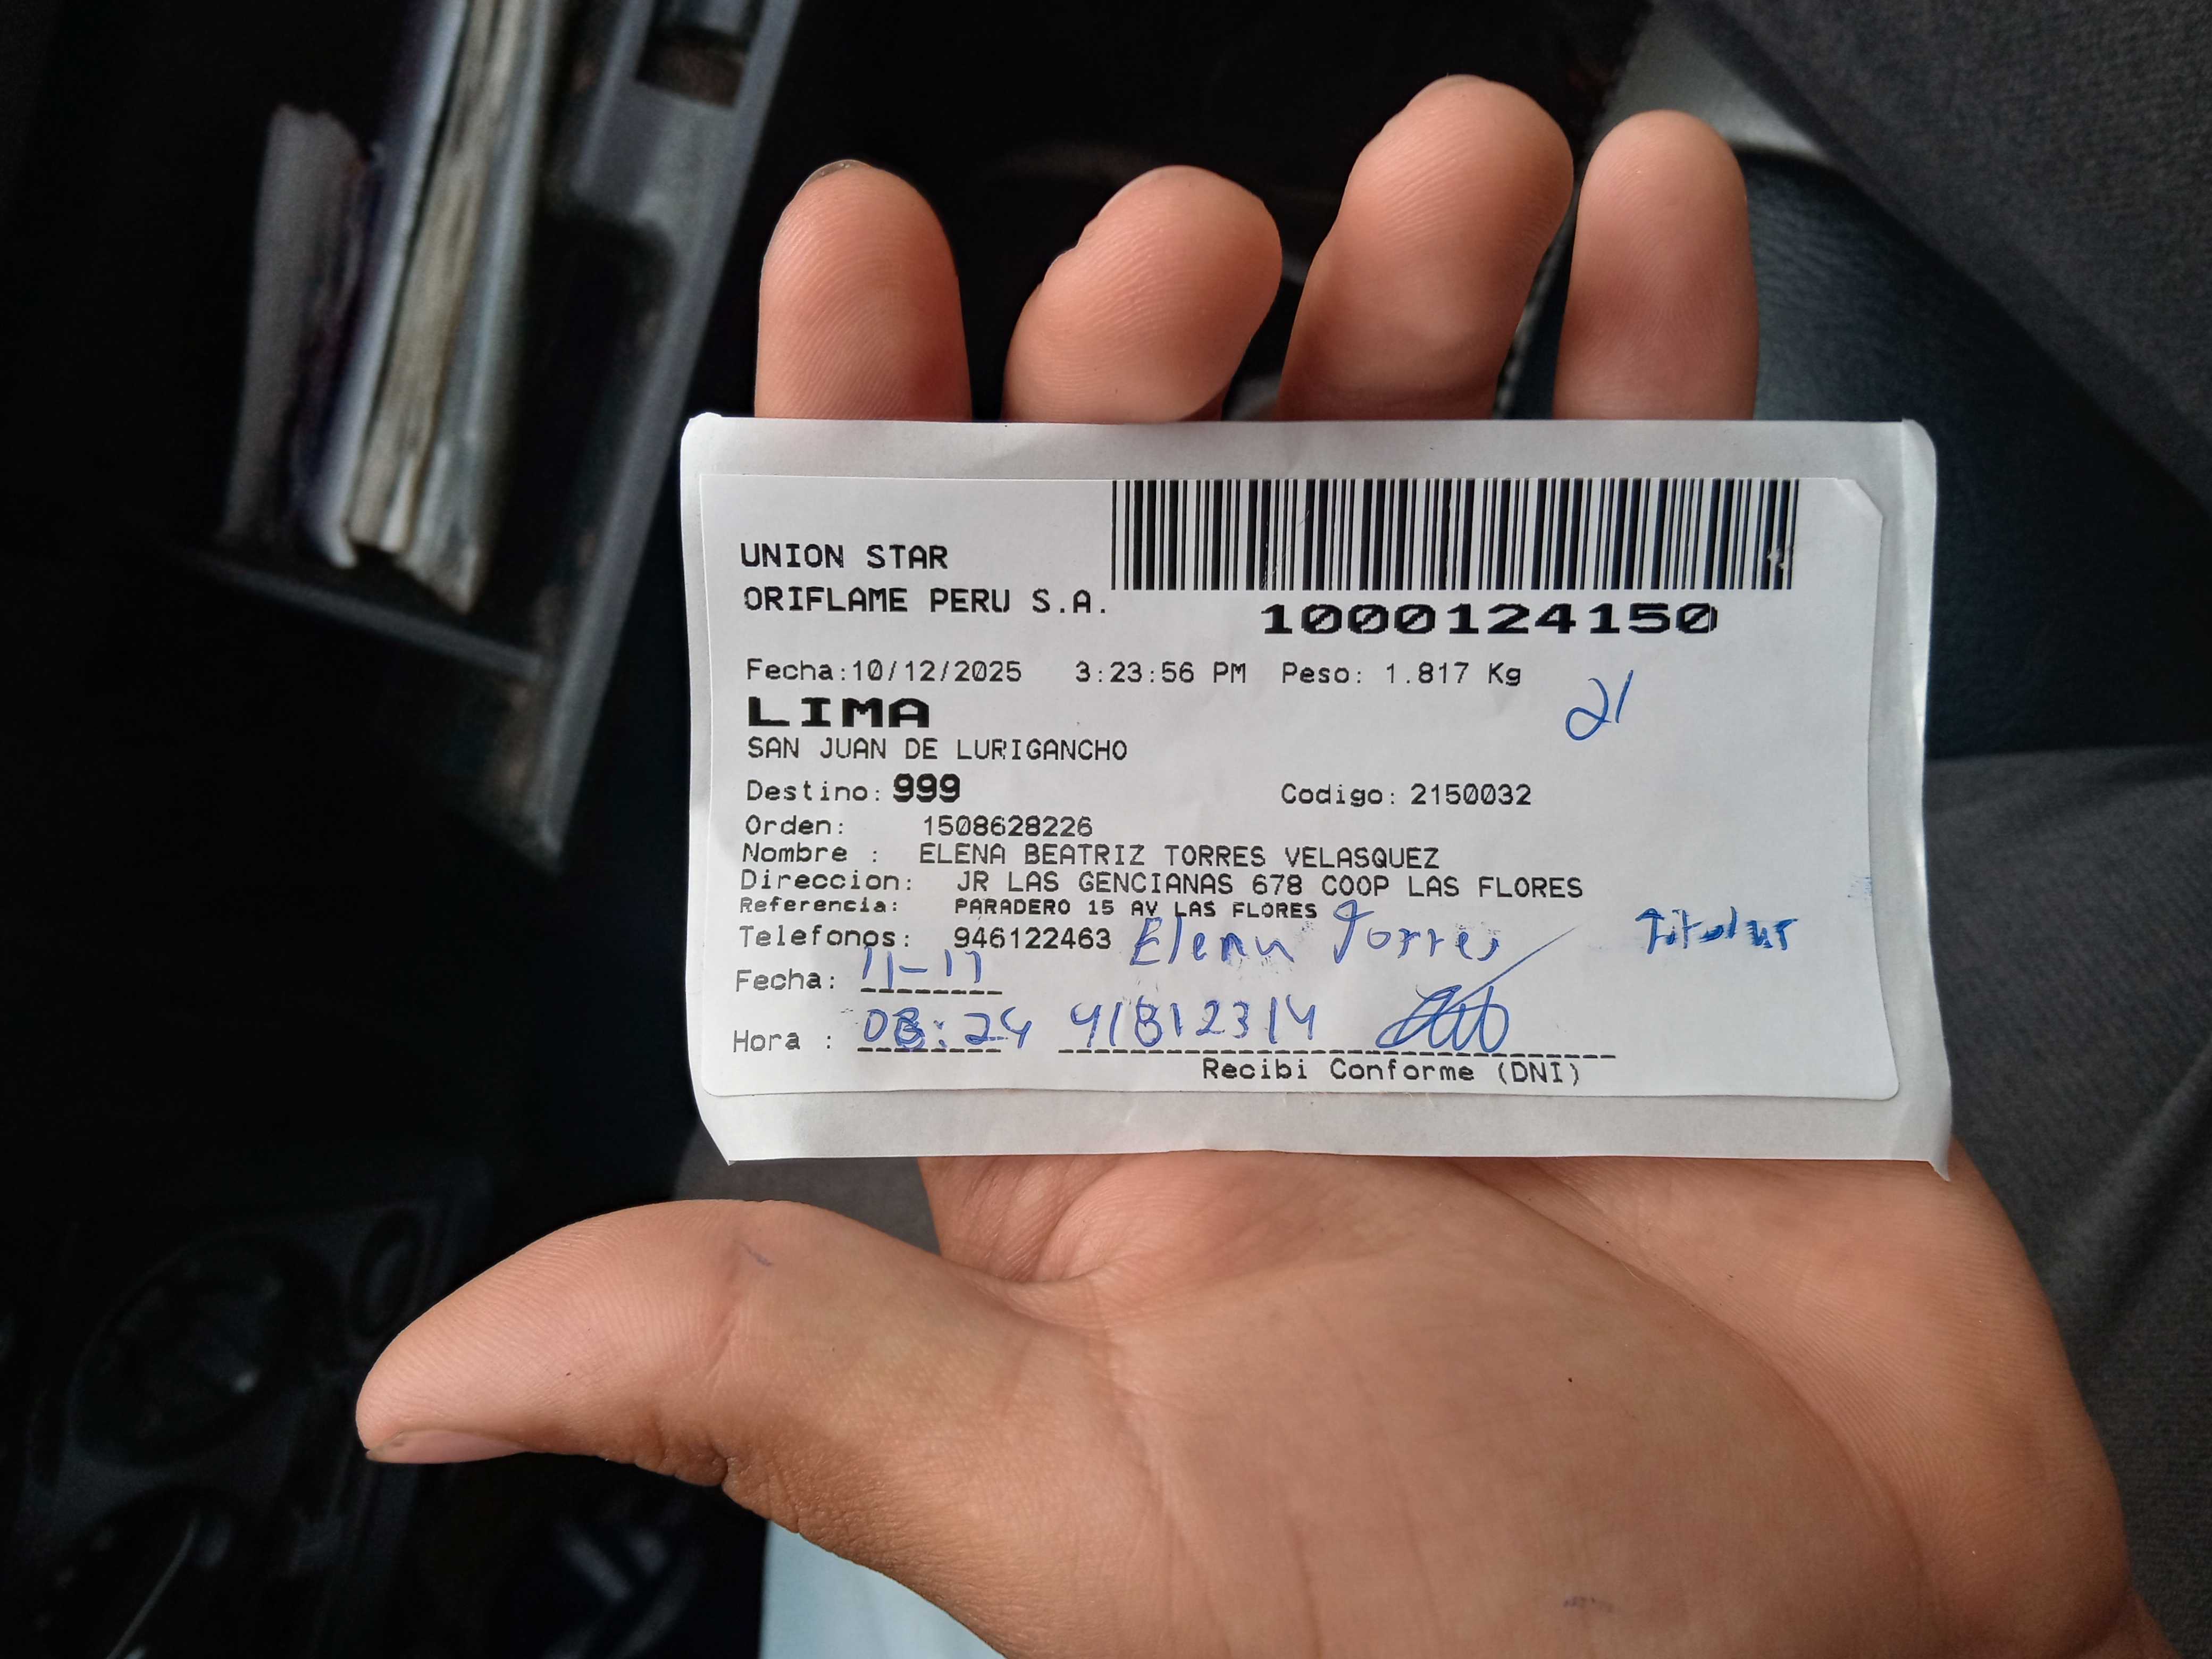 UNION STAR
ORIFLAME PERU S.A.
1000124150
Fecha:10/12/2025 3:23:56 PM Peso: 1.817 Kg
LIMA
21
SAN JUAN DE LURIGANCHO
Destino: 999 Codigo: 2150032
Orden: 1508628226
Nombre : ELENA BEATRIZ TORRES VELASQUEZ
Direccion: JR LAS GENCIANAS 678 COOP LAS FLORES
Referencia: PARADERO 15 AV LAS FLORES
Telefonos: 946122463 Elena Torres Titular
Fecha: 11-12
Hora : 08:24 41812314
Recibi Conforme (DNI)